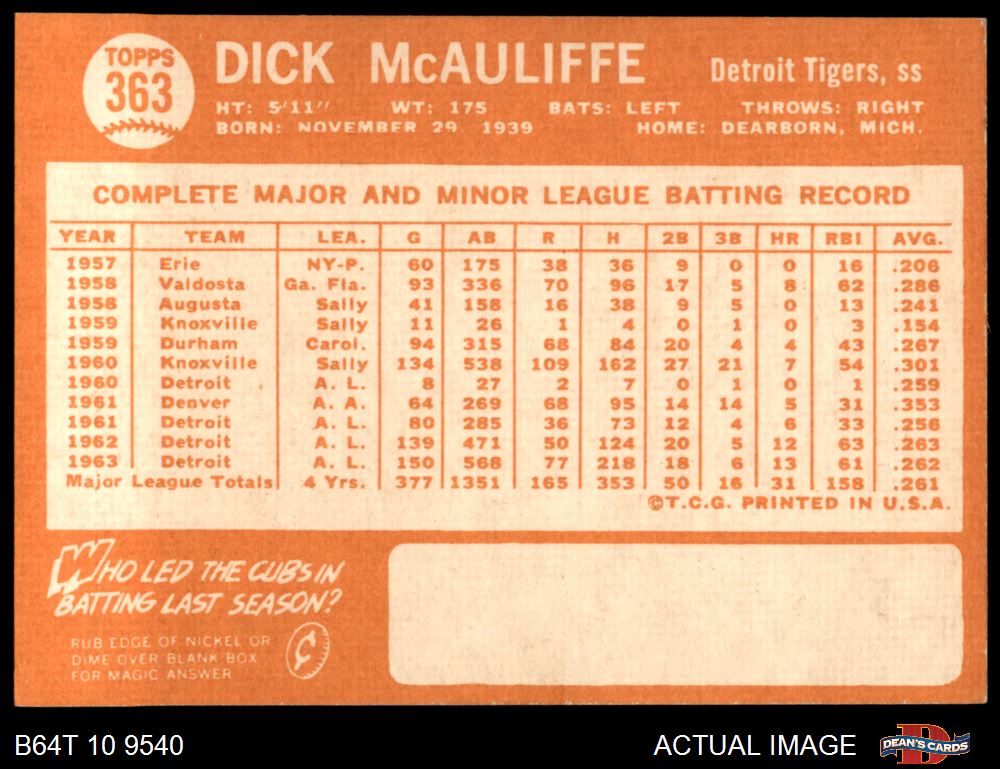 TOPPS
363
DICK McAULIFFE
Detroit Tigers, ss
HT: 5'11" WT: 175 BATS: LEFT THROWS: RIGHT
BORN: NOVEMBER 29, 1939 HOME: DEARBORN, MICH.
COMPLETE MAJOR AND MINOR LEAGUE BATTING RECORD
YEAR TEAM LEA. G AB R H 2B 3B HR RBI AVG.
1957 Erie NY-P. 60 175 38 36 9 0 0 16 .206
1958 Valdosta Ga. Fla. 93 336 70 96 17 5 8 62 .286
1958 Augusta Sally 41 158 16 38 9 5 0 13 .241
1959 Knoxville Sally 11 26 1 4 0 1 0 3 .154
1959 Durham Carol. 94 315 68 84 20 4 4 43 .267
1960 Knoxville Sally 134 538 109 162 27 21 7 54 .301
1960 Detroit A. L. 8 27 2 7 0 1 0 1 .259
1961 Denver A. A. 64 269 68 95 14 14 5 31 .353
1961 Detroit A. L. 80 285 36 73 12 4 6 33 .256
1962 Detroit A. L. 139 471 50 124 20 5 12 63 .263
1963 Detroit A. L. 150 568 77 218 18 6 13 61 .262
Major League Totals 4 Yrs. 377 1351 165 353 50 16 31 158 .261
©T.C.G. PRINTED IN U.S.A.
WHO LED THE CUBS IN
BATTING LAST SEASON?
RUB EDGE OF NICKEL OR
DIME OVER BLANK BOX
FOR MAGIC ANSWER
¢
B64T 10 9540
ACTUAL IMAGE
D
DEAN'S CARDS